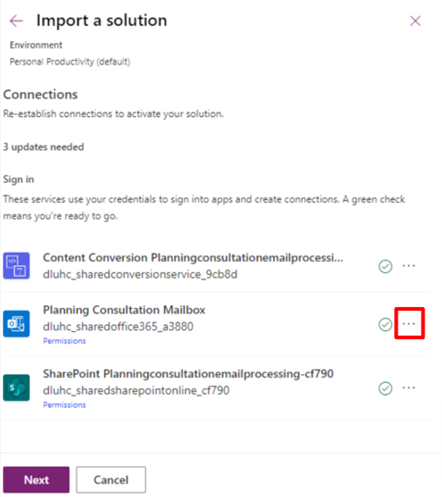 Import a solution
Environment
Personal Productivity (default)
Connections
Re-establish connections to activate your solution.
3 updates needed
Sign in
These services use your credentials to sign into apps and create connections. A green check
means you're ready to go.
Content Conversion Planningconsultationemailprocessi...
dluhc_sharedconversionservice_9cb8d
Planning Consultation Mailbox
dluhc_sharedoffice365_a3880
Permissions
SharePoint Planningconsultationemailprocessing-cf790
dluhc_sharedsharepointonline_cf790
Permissions
Next
Cancel